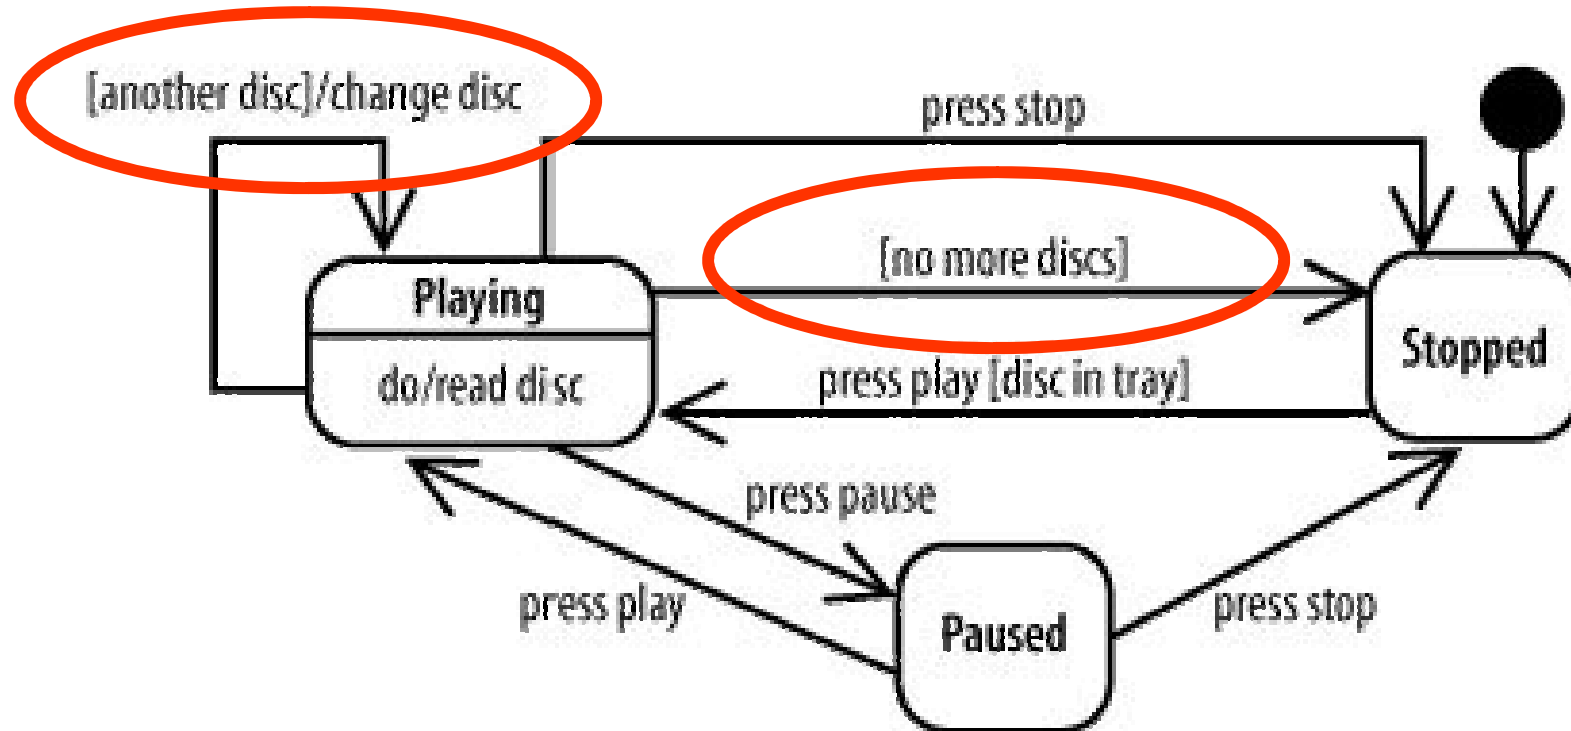 [another disc]/change disc
press stop
[no more discs]
Playing
Stopped
do/read disc
press play [disc in tray]
press pause
press play
press stop
Paused